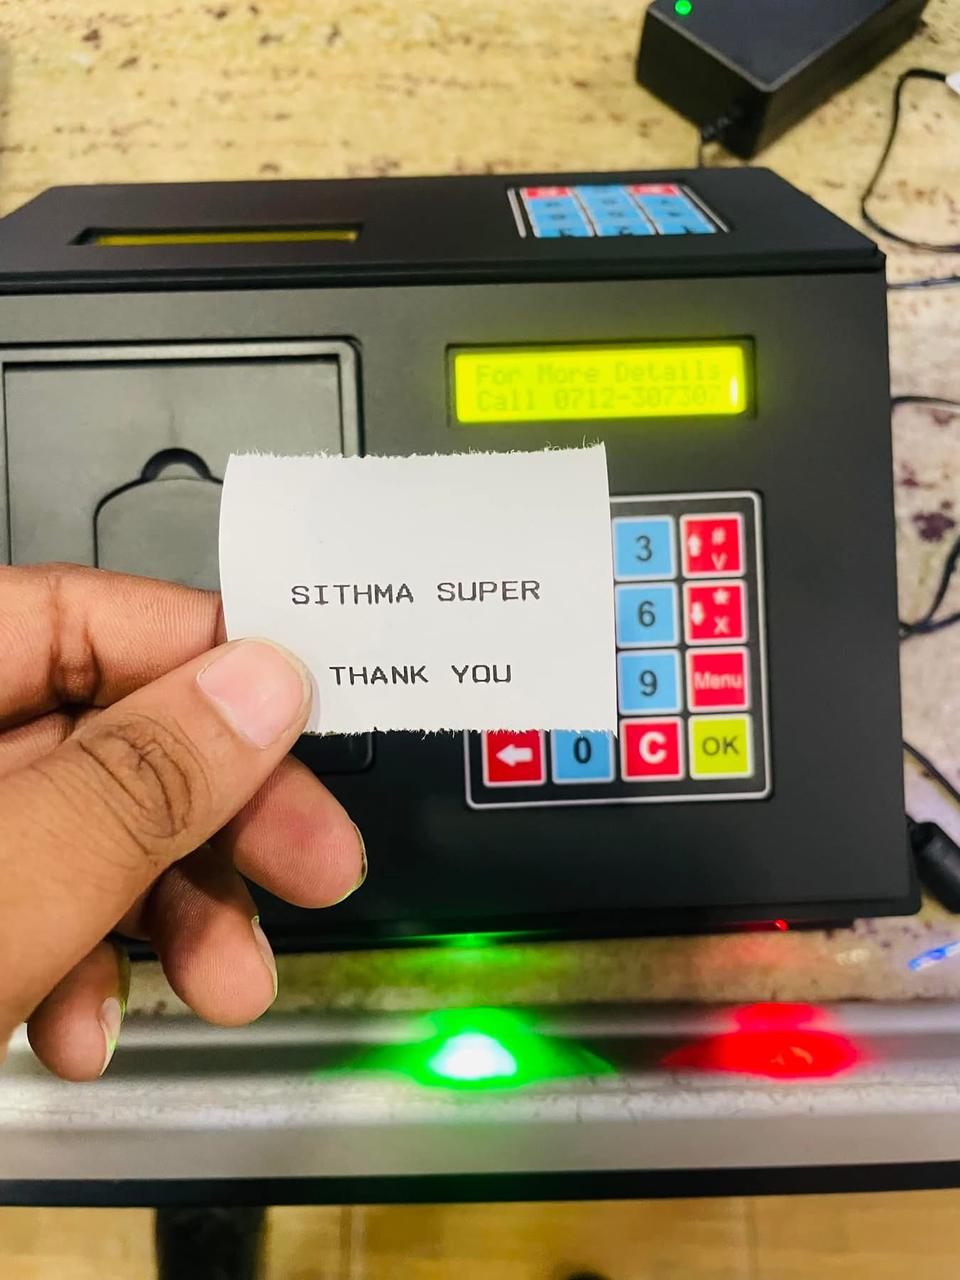 For More Details
Call 0712-307307
SITHMA SUPER
THANK YOU
3
#
V
6
*
X
9
Menu
0
C
OK